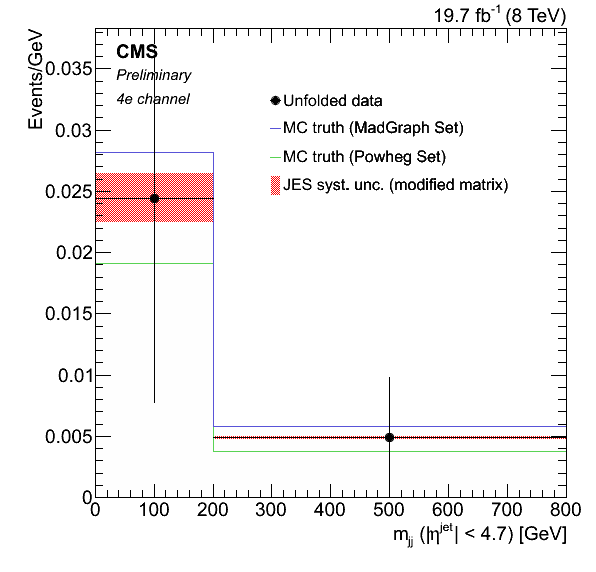 19.7 fb⁻¹ (8 TeV)
Events/GeV
CMS
Preliminary
4e channel
Unfolded data
MC truth (MadGraph Set)
MC truth (Powheg Set)
JES syst. unc. (modified matrix)
0.035
0.03
0.025
0.02
0.015
0.01
0.005
0
0 100 200 300 400 500 600 700 800
m_jj (|η^jet| < 4.7) [GeV]